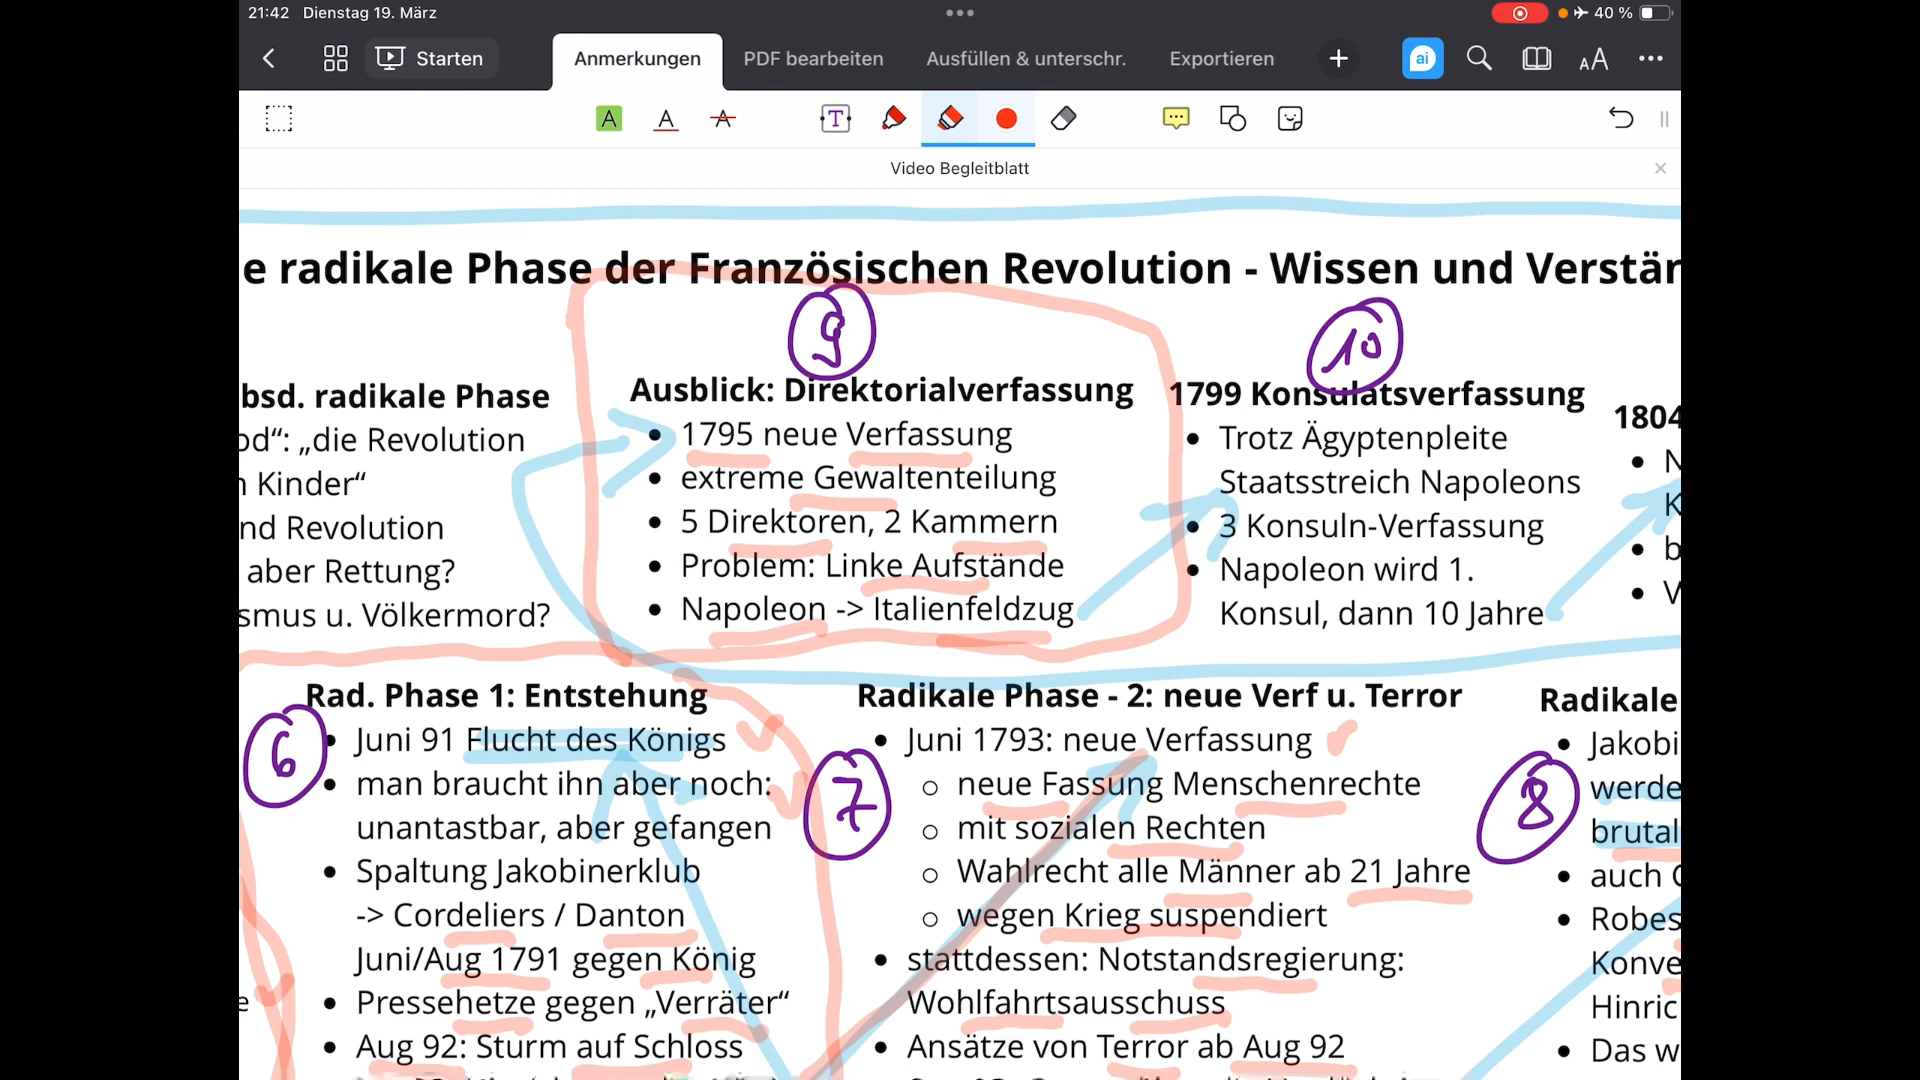 21:42 Dienstag 19. März
40 %
Starten
Anmerkungen
PDF bearbeiten
Ausfüllen & unterschr.
Exportieren
ai
AA
A A A T
Video Begleitblatt
e radikale Phase der Französischen Revolution - Wissen und Verstän
bsd. radikale Phase
od“: „die Revolution
n Kinder“
nd Revolution
aber Rettung?
smus u. Völkermord?
9
Ausblick: Direktorialverfassung
• 1795 neue Verfassung
• extreme Gewaltenteilung
• 5 Direktoren, 2 Kammern
• Problem: Linke Aufstände
• Napoleon -> Italienfeldzug
10
1799 Konsulatsverfassung
• Trotz Ägyptenpleite
Staatsstreich Napoleons
• 3 Konsuln-Verfassung
• Napoleon wird 1.
Konsul, dann 10 Jahre
1804
• N
K
• b
• V
6
Rad. Phase 1: Entstehung
• Juni 91 Flucht des Königs
• man braucht ihn aber noch:
unantastbar, aber gefangen
• Spaltung Jakobinerklub
-> Cordeliers / Danton
Juni/Aug 1791 gegen König
• Pressehetze gegen „Verräter“
• Aug 92: Sturm auf Schloss
e
7
Radikale Phase - 2: neue Verf u. Terror
• Juni 1793: neue Verfassung
○ neue Fassung Menschenrechte
○ mit sozialen Rechten
○ Wahlrecht alle Männer ab 21 Jahre
○ wegen Krieg suspendiert
• stattdessen: Notstandsregierung:
Wohlfahrtsausschuss
• Ansätze von Terror ab Aug 92
8
Radikale
• Jakobi
werde
brutal
• auch
• Robes
Konve
Hinric
• Das w